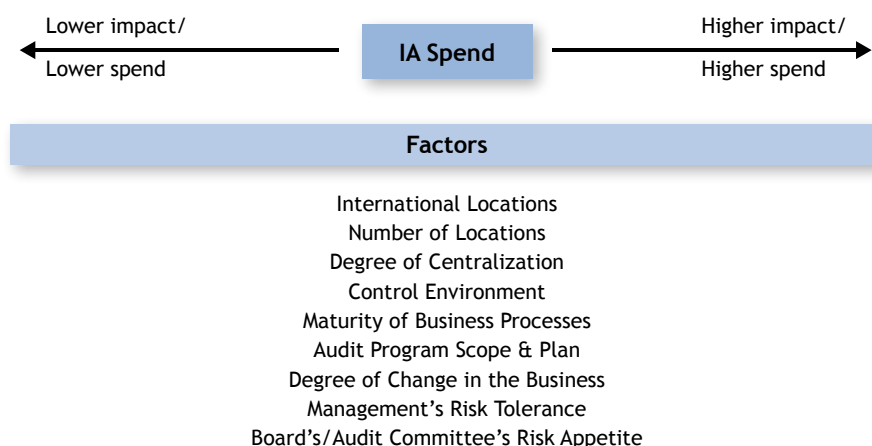 Lower impact/
Lower spend
IA Spend
Higher impact/
Higher spend
Factors
International Locations
Number of Locations
Degree of Centralization
Control Environment
Maturity of Business Processes
Audit Program Scope & Plan
Degree of Change in the Business
Management’s Risk Tolerance
Board’s/Audit Committee’s Risk Appetite